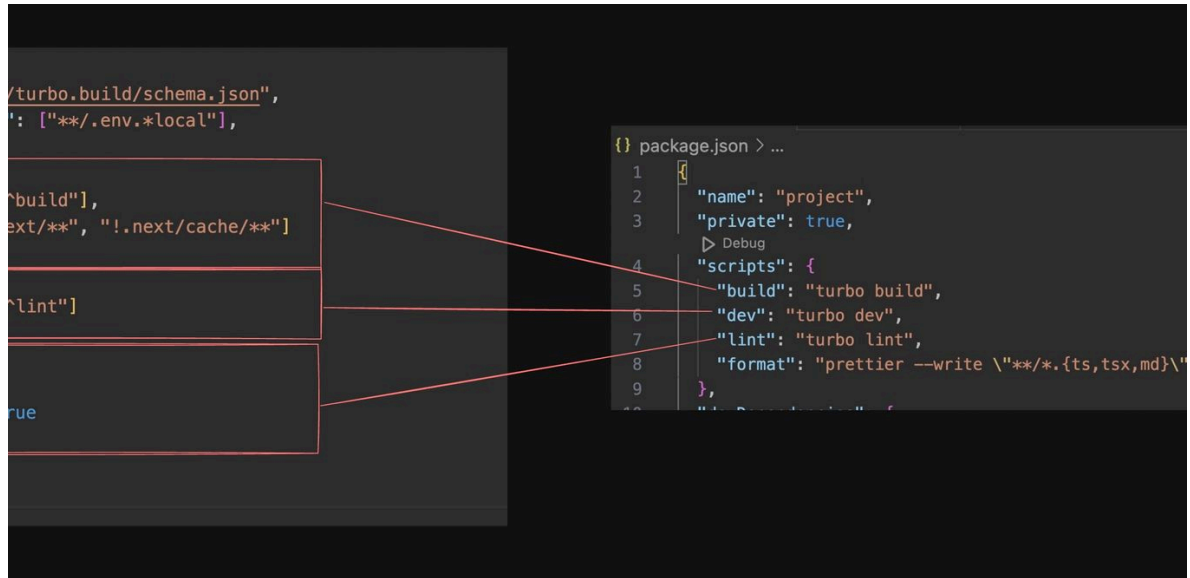 /turbo.build/schema.json",
": ["**/.env.*local"],
^build"],
ext/**", "!.next/cache/**"]
^lint"]
rue
{} package.json > ...
1 {
2 "name": "project",
3 "private": true,
Debug
4 "scripts": {
5 "build": "turbo build",
6 "dev": "turbo dev",
7 "lint": "turbo lint",
8 "format": "prettier --write \"**/*.{ts,tsx,md}\"
9 },